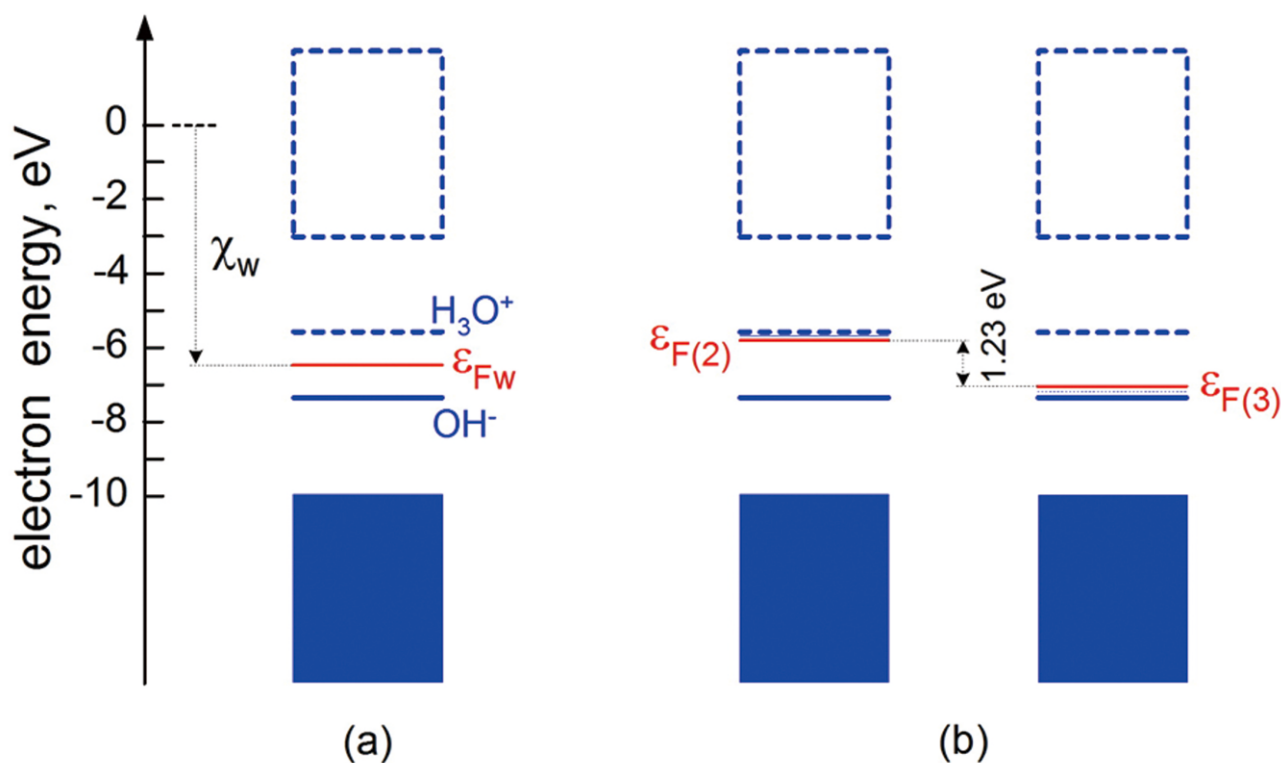 electron energy, eV
0
-2
-4
-6
-8
-10
χw
H₃O⁺
εFw
OH⁻
(a)
εF(2)
1.23 eV
εF(3)
(b)